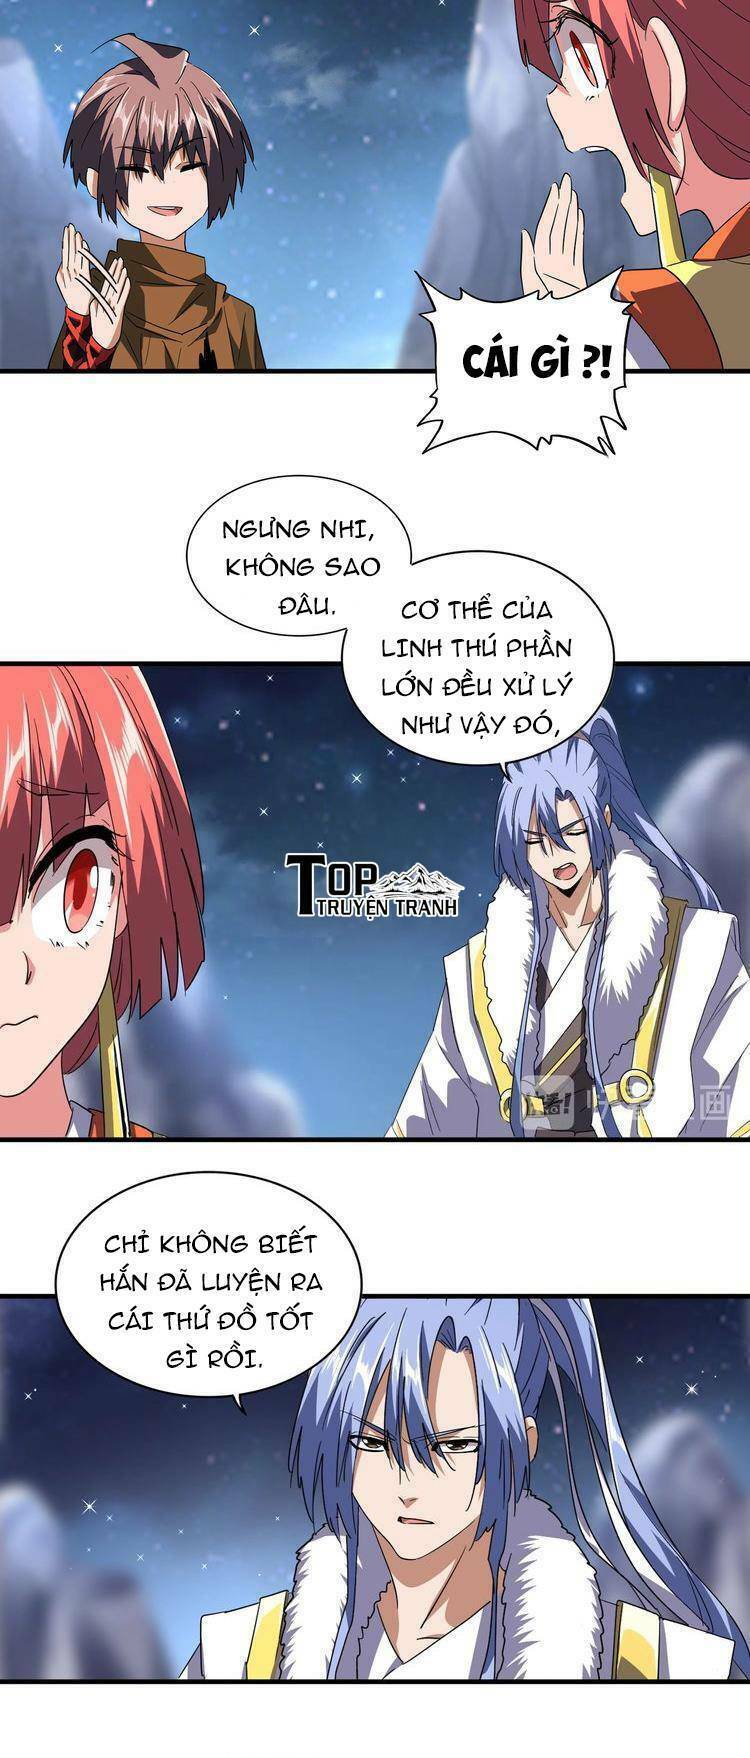 CÁI GÌ ?!
NGƯNG NHI,
KHÔNG SAO
ĐÂU.
CƠ THỂ CỦA
LINH THÚ PHẦN
LỚN ĐỀU XỬ LÝ
NHƯ VẬY ĐÓ,
TOP
TRUYỆN TRANH
CHỈ KHÔNG BIẾT
HẮN ĐÃ LUYỆN RA
CÁI THỨ ĐỒ TỐT
GÌ RỒI.